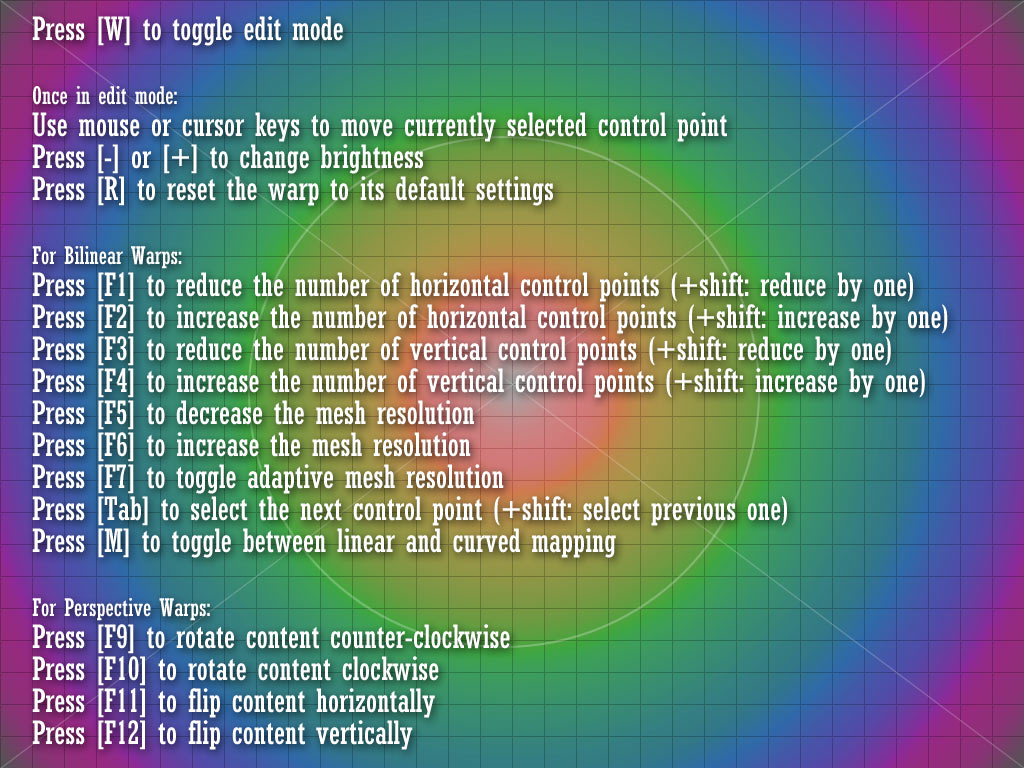 Press [W] to toggle edit mode
Once in edit mode:
Use mouse or cursor keys to move currently selected control point
Press [-] or [+] to change brightness
Press [R] to reset the warp to its default settings
For Bilinear Warps:
Press [F1] to reduce the number of horizontal control points (+shift: reduce by one)
Press [F2] to increase the number of horizontal control points (+shift: increase by one)
Press [F3] to reduce the number of vertical control points (+shift: reduce by one)
Press [F4] to increase the number of vertical control points (+shift: increase by one)
Press [F5] to decrease the mesh resolution
Press [F6] to increase the mesh resolution
Press [F7] to toggle adaptive mesh resolution
Press [Tab] to select the next control point (+shift: select previous one)
Press [M] to toggle between linear and curved mapping
For Perspective Warps:
Press [F9] to rotate content counter-clockwise
Press [F10] to rotate content clockwise
Press [F11] to flip content horizontally
Press [F12] to flip content vertically